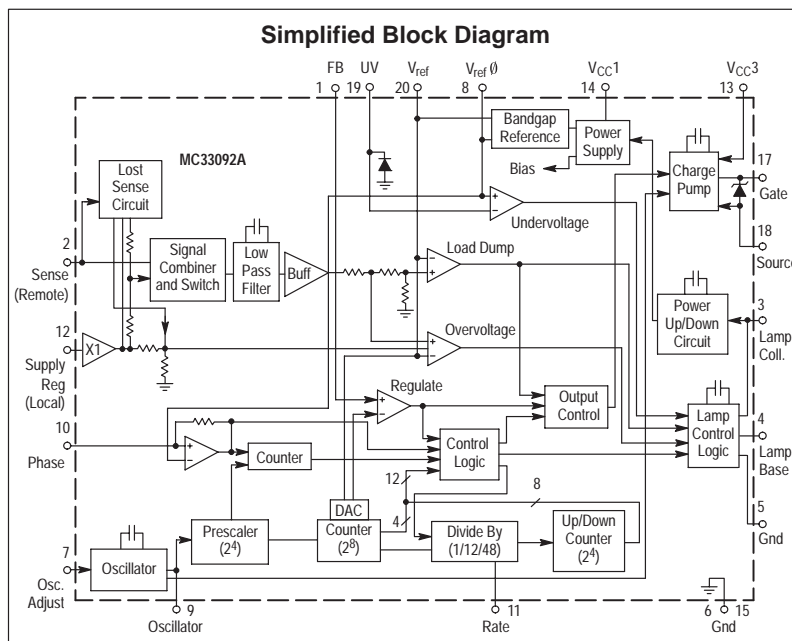 Simplified Block Diagram
FB UV Vref Vref Ø VCC1 VCC3
1 19 20 8 14 13
MC33092A
Lost
Sense
Circuit
Bandgap
Reference
Power
Supply
Bias
Charge
Pump
17
Gate
18
Source
+
−
Undervoltage
2
Sense
(Remote)
Signal
Combiner
and Switch
Low
Pass
Filter
Buff
−
+
Load Dump
Power
Up/Down
Circuit
3
Lamp
Coll.
12
Supply
Reg
(Local)
X1
+
−
Overvoltage
+
−
Regulate
Output
Control
Lamp
Control
Logic
4
Lamp
Base
10
Phase
+
−
Counter
Control
Logic
12
8
5
Gnd
DAC
Counter
(2⁸)
4
Prescaler
(2⁴)
Divide By
(1/12/48)
Up/Down
Counter
(2⁴)
7
Osc.
Adjust
Oscillator
9
Oscillator
11
Rate
6 15
Gnd